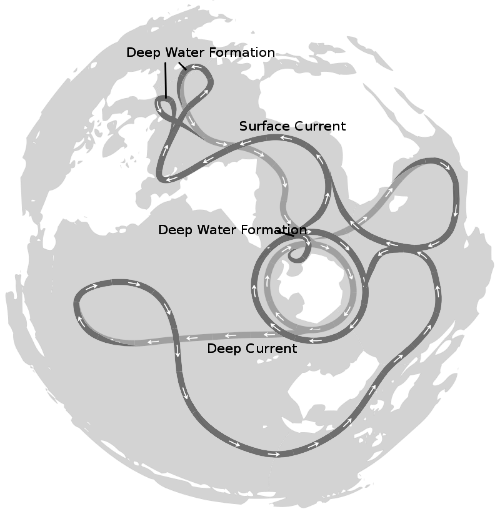 Deep Water Formation
Surface Current
Deep Water Formation
Deep Current